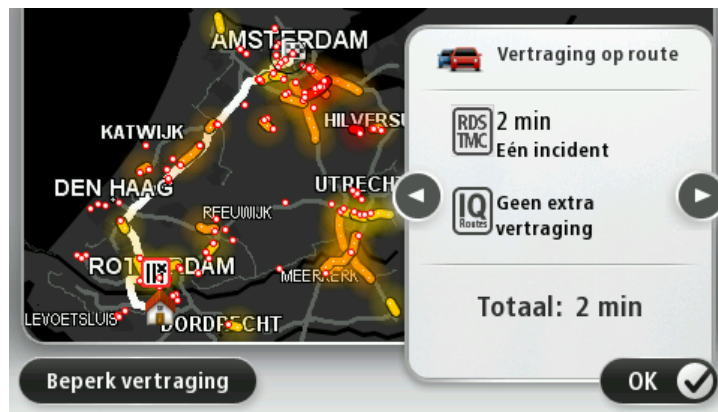 AMSTERDAM
KATWIJK
HILVERSU
DEN HAAG
UTRECH
REEUWIJK
ROTTERDAM
MEERKERK
LEVOETSLUIS
DORDRECHT
Vertraging op route
RDS TMC
2 min
Eén incident
IQ Routes
Geen extra
vertraging
Totaal: 2 min
Beperk vertraging
OK